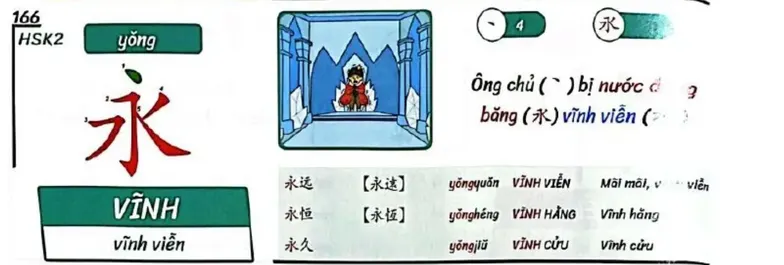 166
HSK2
yǒng
永
VĨNH
vĩnh viễn
丶 4
永
Ông chủ (丶) bị nước
băng (永) vĩnh viễn (
永远 【永遠】 yǒngyuǎn VĨNH VIỄN Mãi mãi, viễn
永恒 【永恆】 yǒnghéng VĨNH HẰNG Vĩnh hằng
永久 yǒngjiǔ VĨNH CỬU Vĩnh cửu